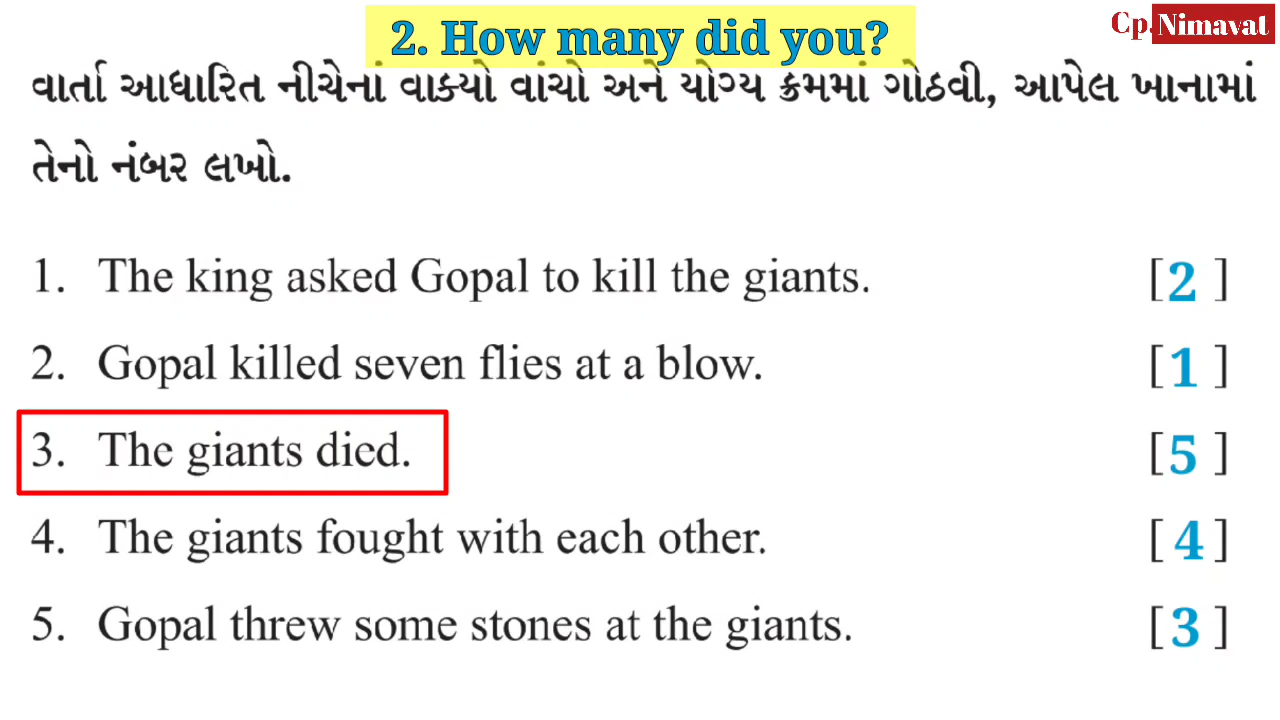 2. How many did you?
Cp. Nimavat
વાર્તા આધારિત નીચેનાં વાક્યો વાંચો અને યોગ્ય ક્રમમાં ગોઠવી, આપેલ ખાનામાં
તેનો નંબર લખો.
1. The king asked Gopal to kill the giants. [ 2 ]
2. Gopal killed seven flies at a blow. [ 1 ]
3. The giants died. [ 5 ]
4. The giants fought with each other. [ 4 ]
5. Gopal threw some stones at the giants. [ 3 ]